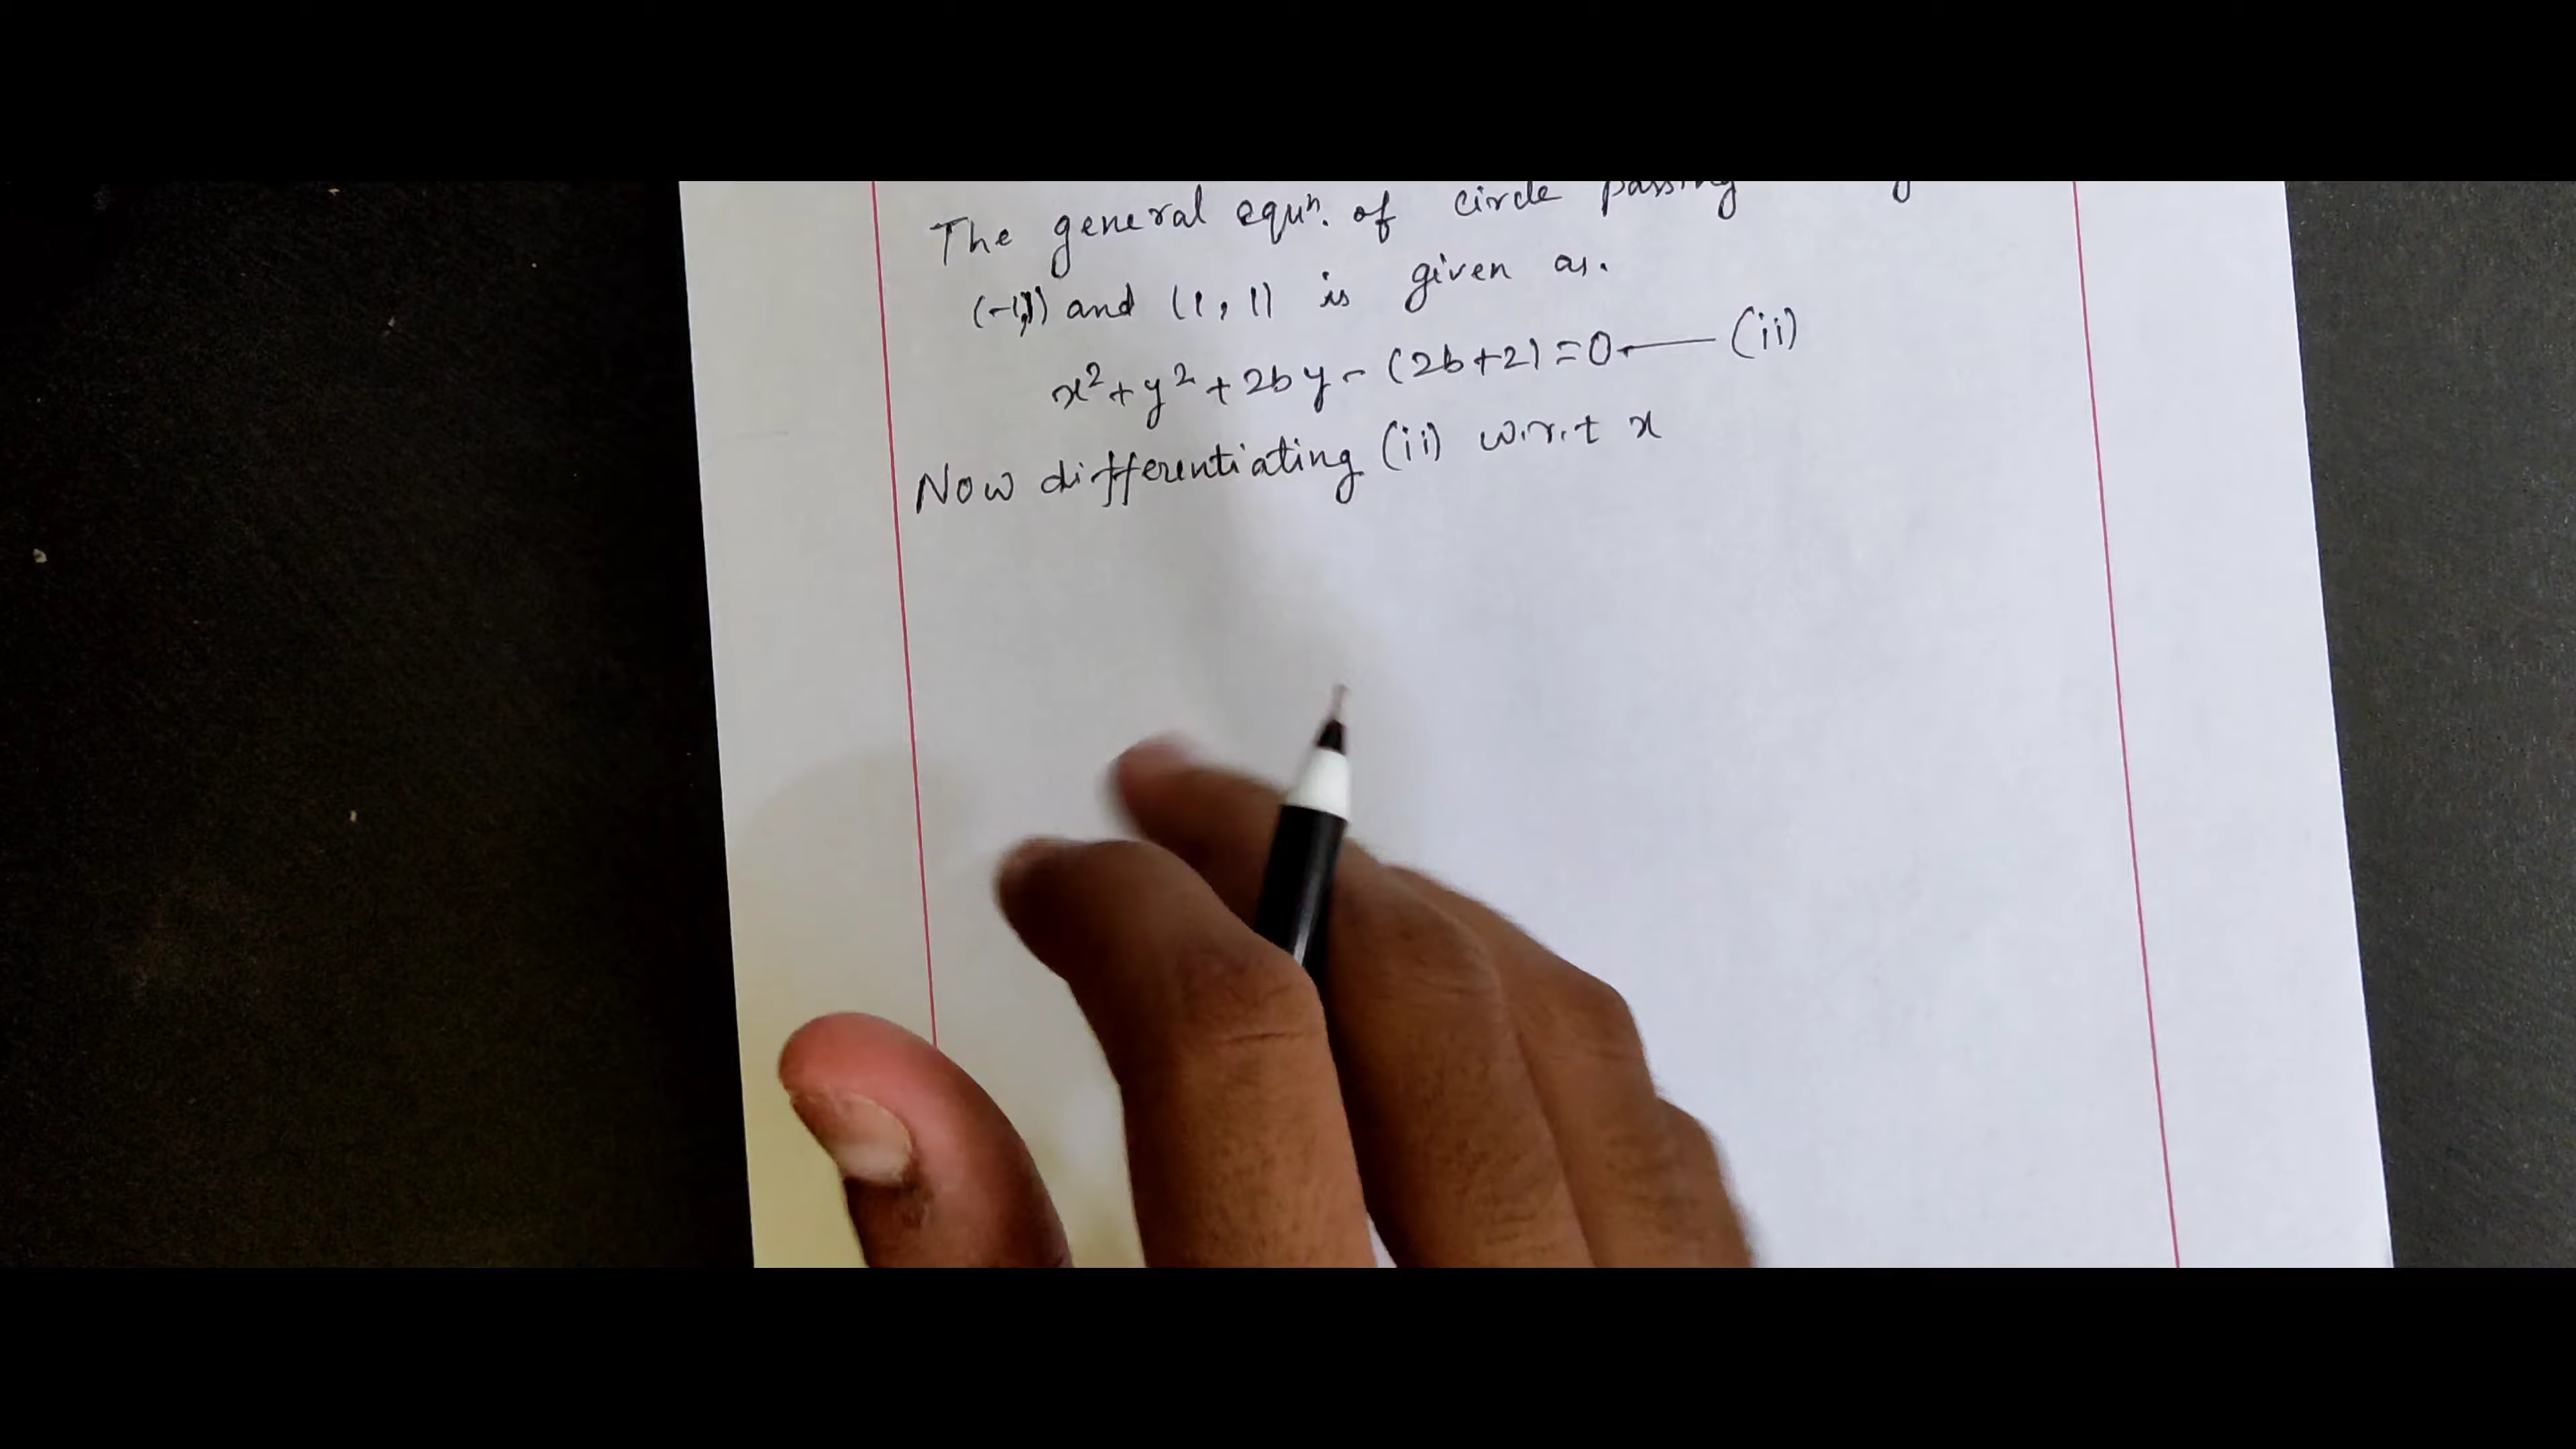 The general equⁿ. of circle passing
(-1,1) and (1, 1) is given as.
x² + y² + 2by - (2b+2) = 0 —— (ii)
Now differentiating (ii) w.r.t x